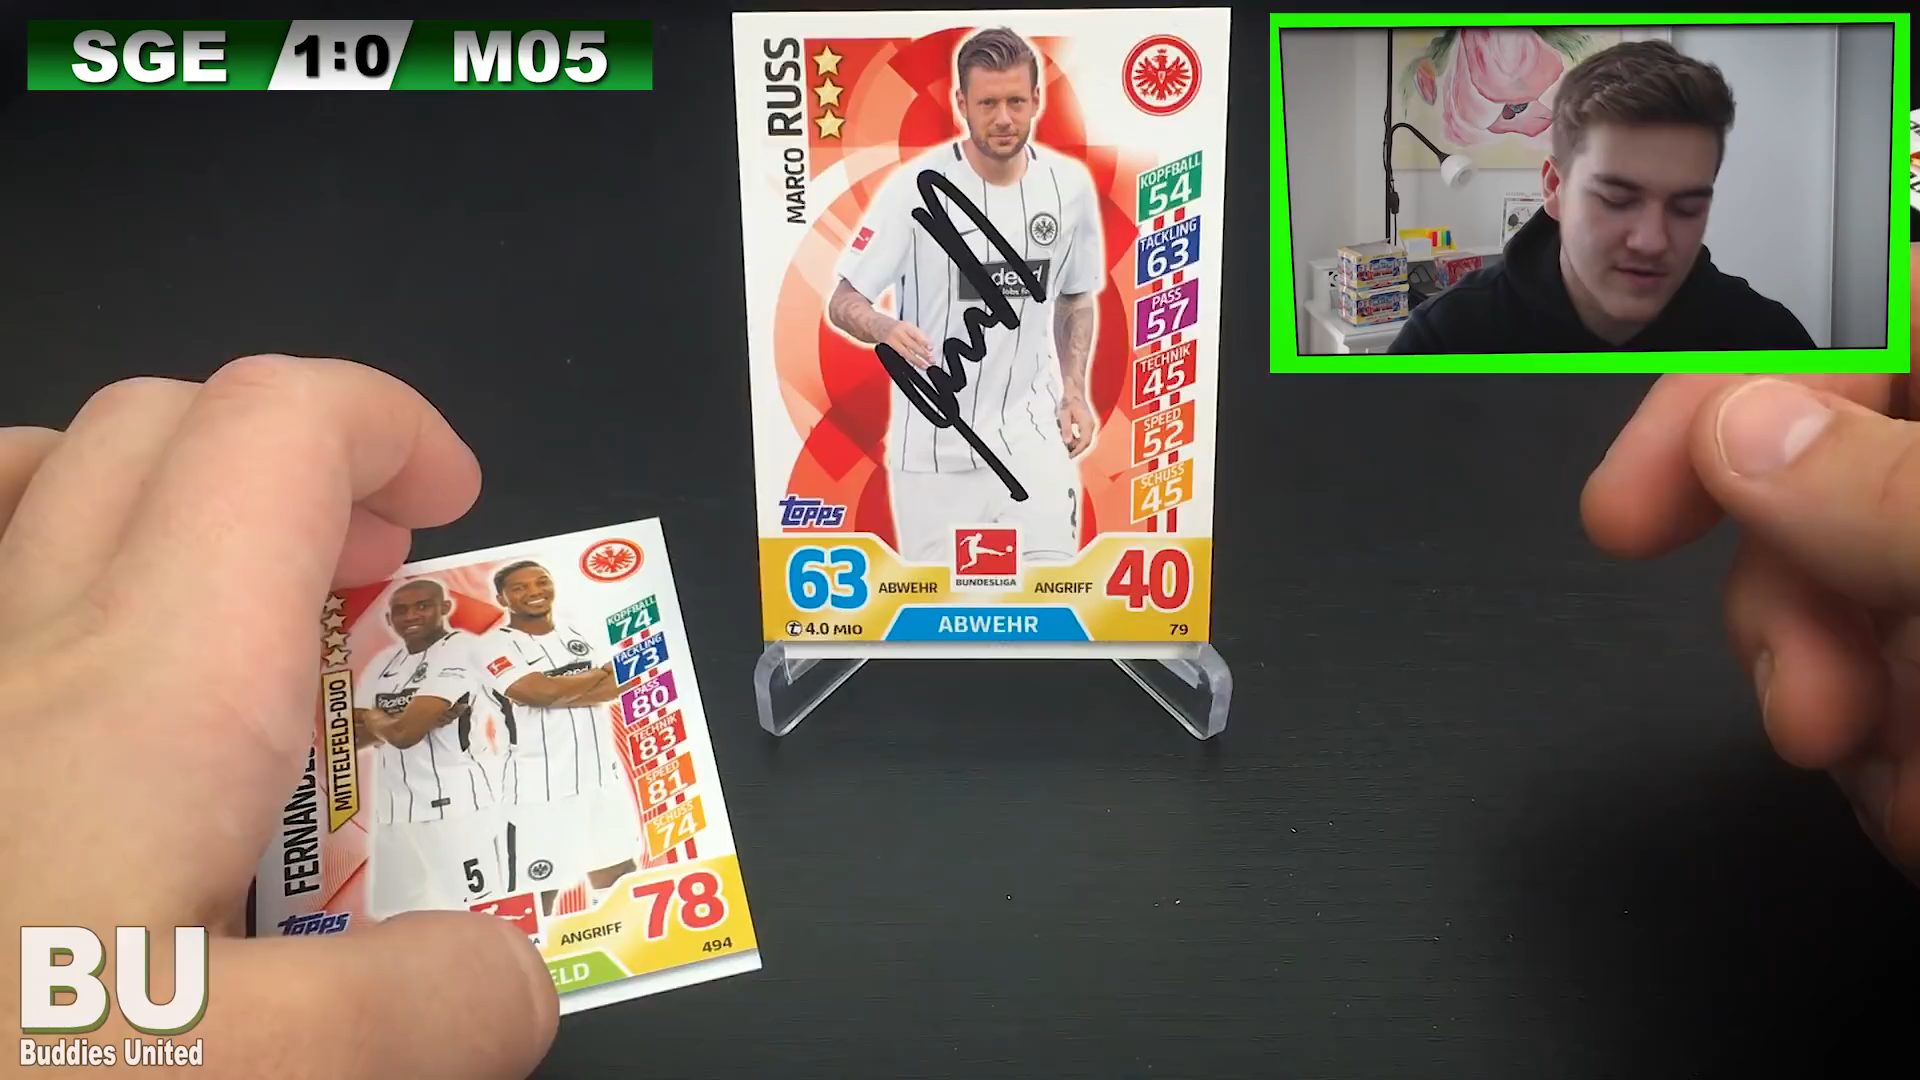 SGE 1:0 M05
MARCO RUSS
KOPFBALL
54
TACKLING
63
PASS
57
TECHNIK
45
SPEED
52
SCHUSS
45
topps
BUNDESLIGA
63 ABWEHR ANGRIFF 40
4.0 MIO ABWEHR 79
2
MITTELFELD-DUO
KOPFBALL
74
TACKLING
73
PASS
80
TECHNIK
83
SPEED
81
SCHUSS
74
5
topps
ANGRIFF 78
494
BU
Buddies United